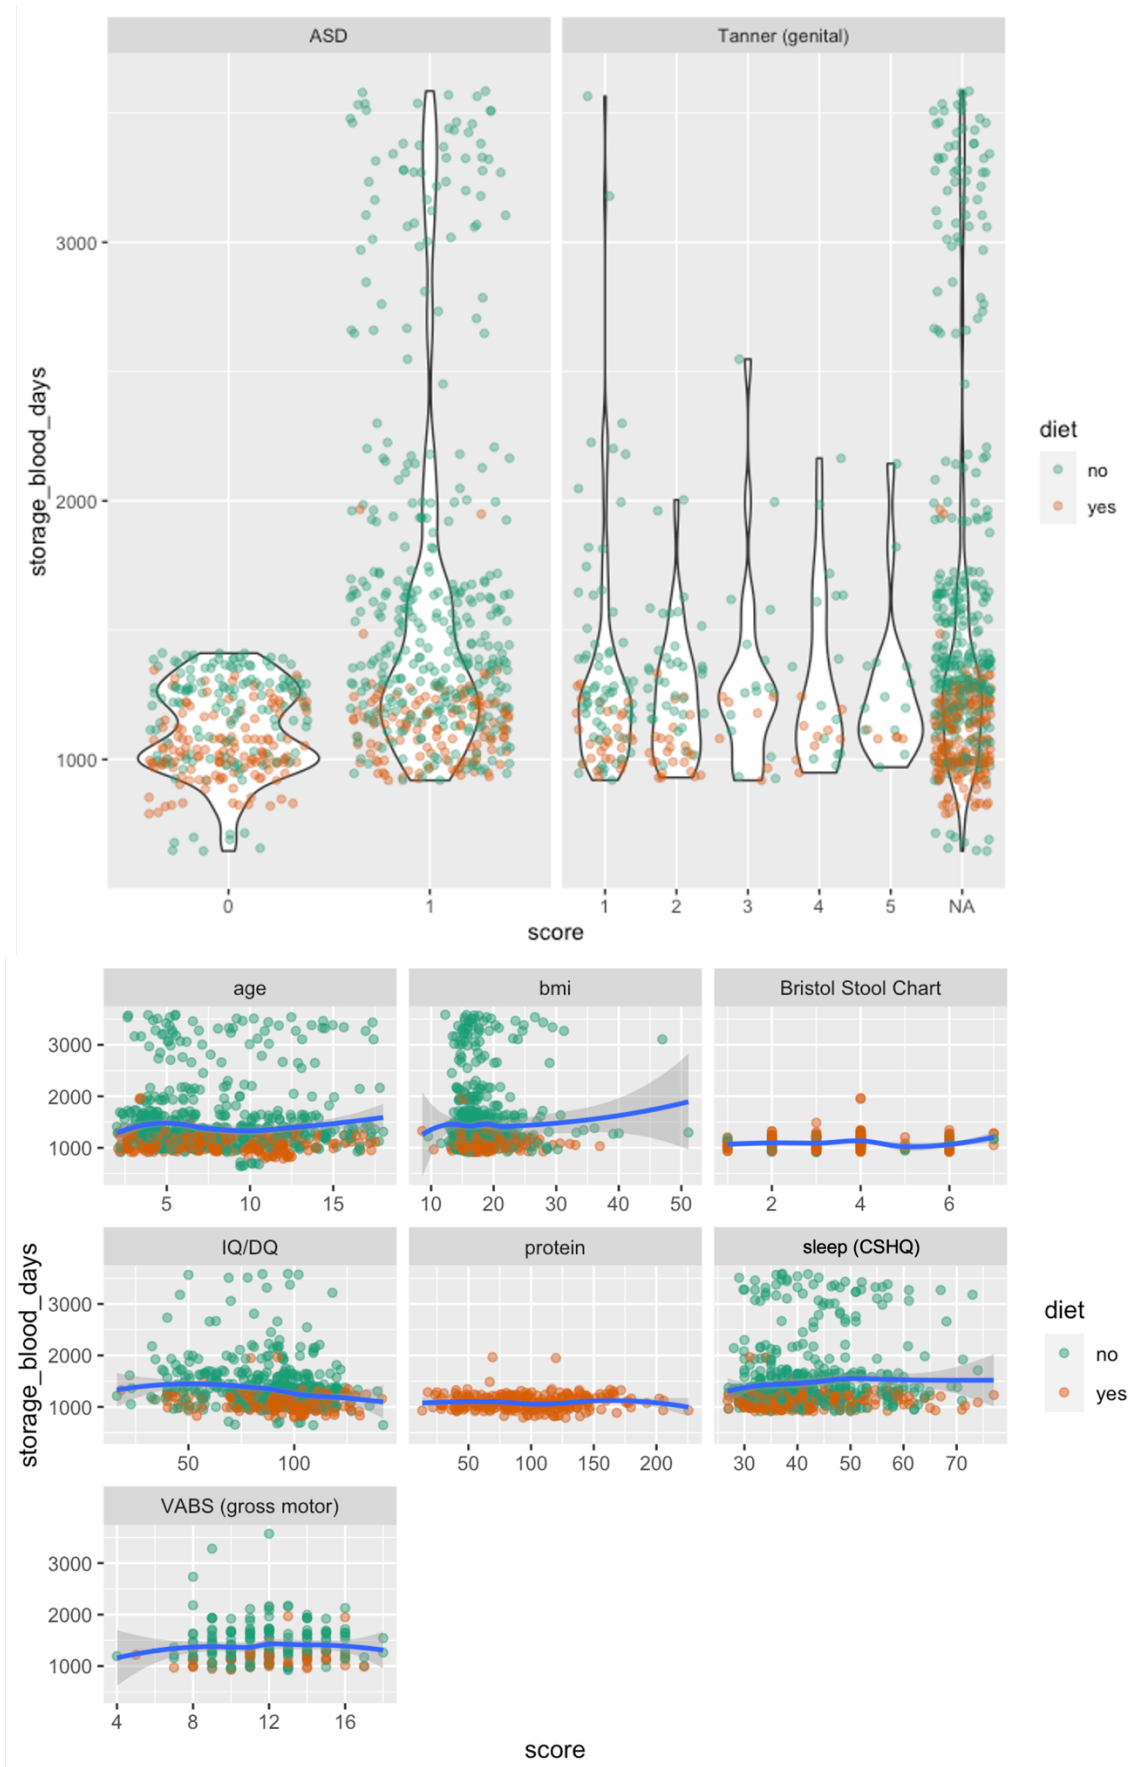 ASD Tanner (genital)
3000
2000
1000
storage_blood_days
0 1 1 2 3 4 5 NA
score
diet
no
yes
age bmi Bristol Stool Chart
3000
2000
1000
5 10 15 10 20 30 40 50 2 4 6
IQ/DQ protein sleep (CSHQ)
3000
2000
1000
50 100 50 100 150 200 30 40 50 60 70
VABS (gross motor)
3000
2000
1000
4 8 12 16
storage_blood_days
score
diet
no
yes